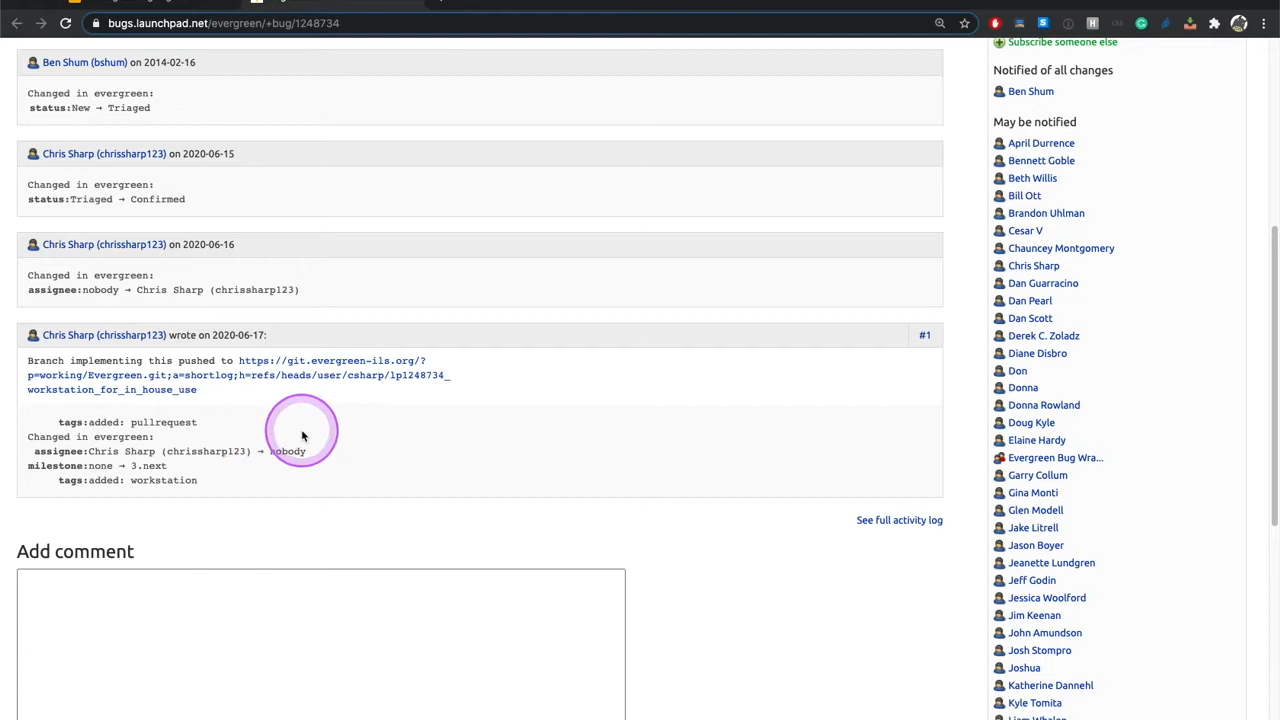 bugs.launchpad.net/evergreen/+bug/1248734
Ben Shum (bshum) on 2014-02-16
Changed in evergreen:
status:New → Triaged
Chris Sharp (chrissharp123) on 2020-06-15
Changed in evergreen:
status:Triaged → Confirmed
Chris Sharp (chrissharp123) on 2020-06-16
Changed in evergreen:
assignee:nobody → Chris Sharp (chrissharp123)
Chris Sharp (chrissharp123) wrote on 2020-06-17:
#1
Branch implementing this pushed to https://git.evergreen-ils.org/?
p=working/Evergreen.git;a=shortlog;h=refs/heads/user/csharp/lp1248734_
workstation_for_in_house_use
tags:added: pullrequest
Changed in evergreen:
assignee:Chris Sharp (chrissharp123) → nobody
milestone:none → 3.next
tags:added: workstation
See full activity log
Add comment
Subscribe someone else
Notified of all changes
Ben Shum
May be notified
April Durrence
Bennett Goble
Beth Willis
Bill Ott
Brandon Uhlman
Cesar V
Chauncey Montgomery
Chris Sharp
Dan Guarracino
Dan Pearl
Dan Scott
Derek C. Zoladz
Diane Disbro
Don
Donna
Donna Rowland
Doug Kyle
Elaine Hardy
Evergreen Bug Wra...
Garry Collum
Gina Monti
Glen Modell
Jake Litrell
Jason Boyer
Jeanette Lundgren
Jeff Godin
Jessica Woolford
Jim Keenan
John Amundson
Josh Stompro
Joshua
Katherine Dannehl
Kyle Tomita